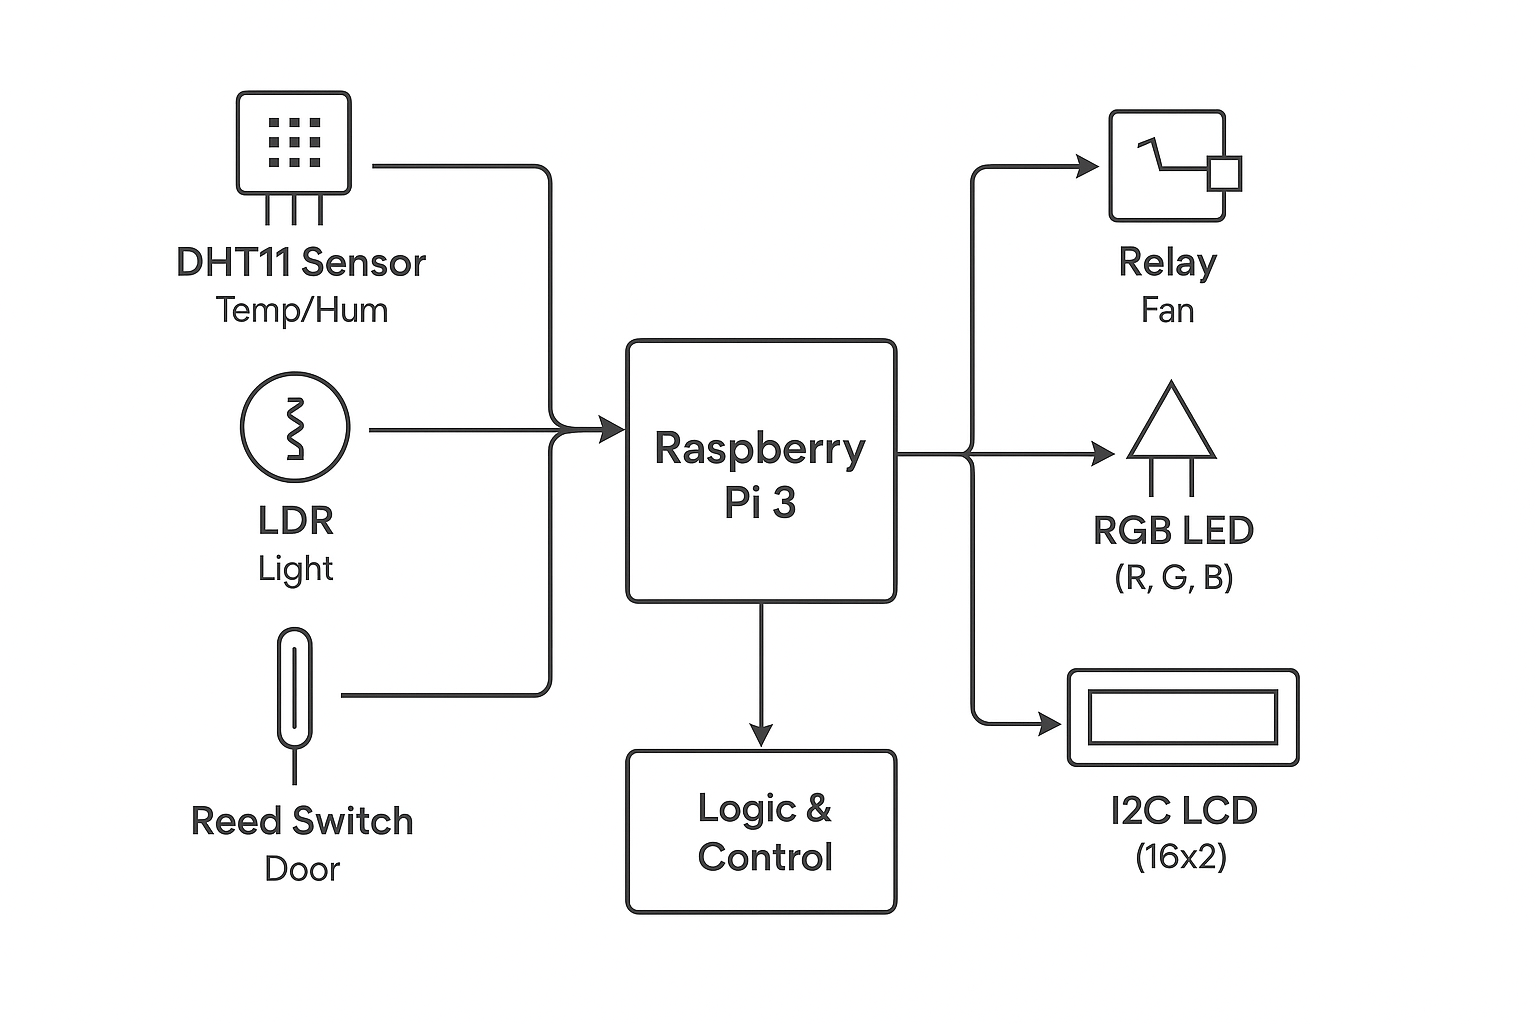 DHT11 Sensor
Temp/Hum
LDR
Light
Reed Switch
Door
Raspberry
Pi 3
Logic &
Control
Relay
Fan
RGB LED
(R, G, B)
I2C LCD
(16x2)